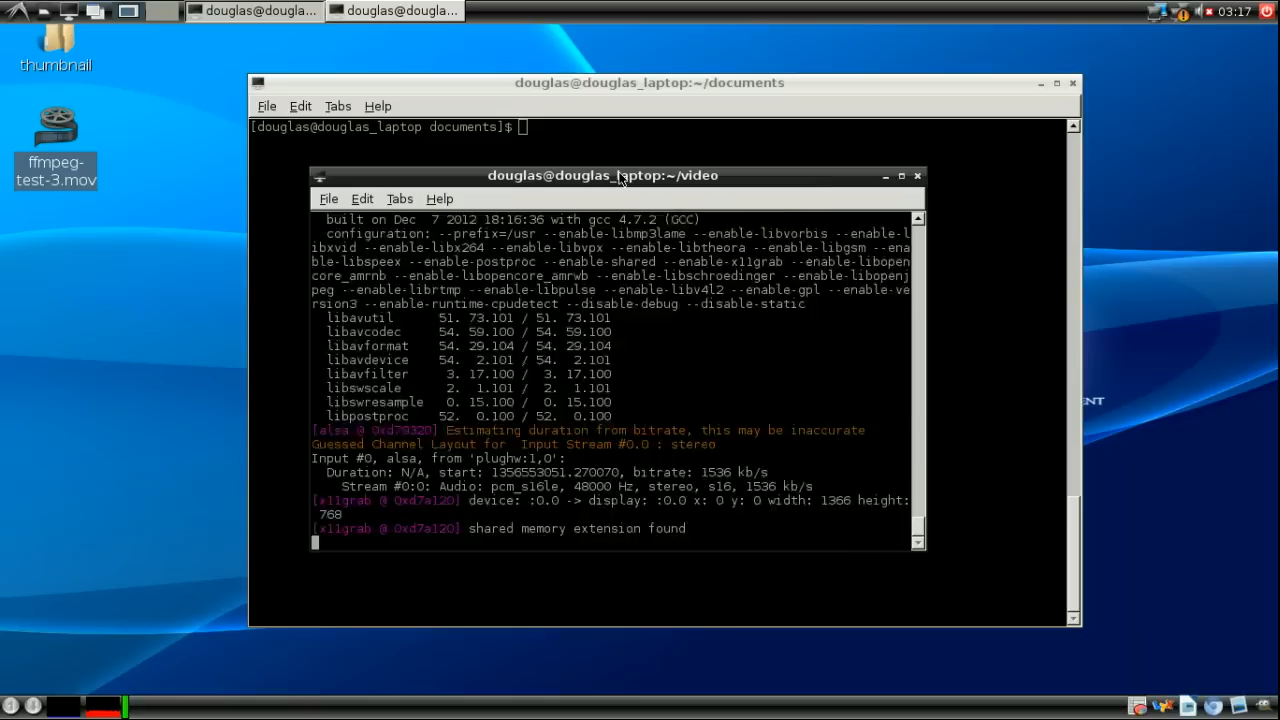 douglas@dougla...
douglas@dougla...
03:17
thumbnail
ffmpeg-
test-3.mov
douglas@douglas_laptop:~/documents
File Edit Tabs Help
[douglas@douglas_laptop documents]$
douglas@douglas_laptop:~/video
File Edit Tabs Help
built on Dec  7 2012 18:16:36 with gcc 4.7.2 (GCC)
configuration: --prefix=/usr --enable-libmp3lame --enable-libvorbis --enable-l
ibxvid --enable-libx264 --enable-libvpx --enable-libtheora --enable-libgsm --ena
ble-libspeex --enable-postproc --enable-shared --enable-x11grab --enable-libopen
core_amrnb --enable-libopencore_amrwb --enable-libschroedinger --enable-libopenj
peg --enable-librtmp --enable-libpulse --enable-libv4l2 --enable-gpl --enable-ve
rsion3 --enable-runtime-cpudetect --disable-debug --disable-static
libavutil 51. 73.101 / 51. 73.101
libavcodec 54. 59.100 / 54. 59.100
libavformat 54. 29.104 / 54. 29.104
libavdevice 54. 2.101 / 54. 2.101
libavfilter 3. 17.100 / 3. 17.100
libswscale 2. 1.101 / 2. 1.101
libswresample 0. 15.100 / 0. 15.100
libpostproc 52. 0.100 / 52. 0.100
[alsa @ 0xd79320] Estimating duration from bitrate, this may be inaccurate
Guessed Channel Layout for  Input Stream #0.0 : stereo
Input #0, alsa, from 'plughw:1,0':
Duration: N/A, start: 1356553051.270070, bitrate: 1536 kb/s
Stream #0:0: Audio: pcm_s16le, 48000 Hz, stereo, s16, 1536 kb/s
[x11grab @ 0xd7a120] device: :0.0 -> display: :0.0 x: 0 y: 0 width: 1366 height:
768
[x11grab @ 0xd7a120] shared memory extension found